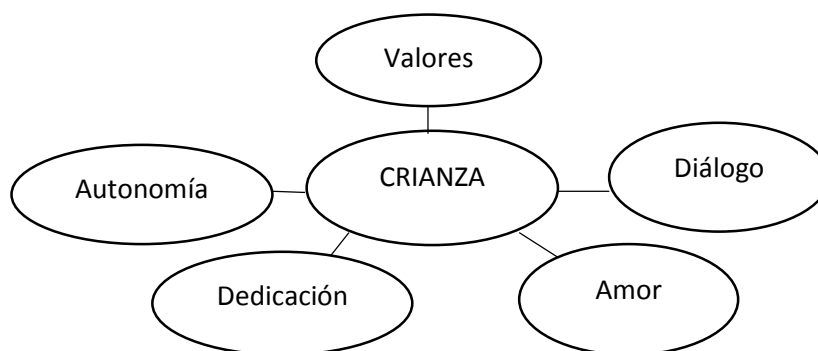 Valores
CRIANZA
Diálogo
Autonomía
Dedicación
Amor